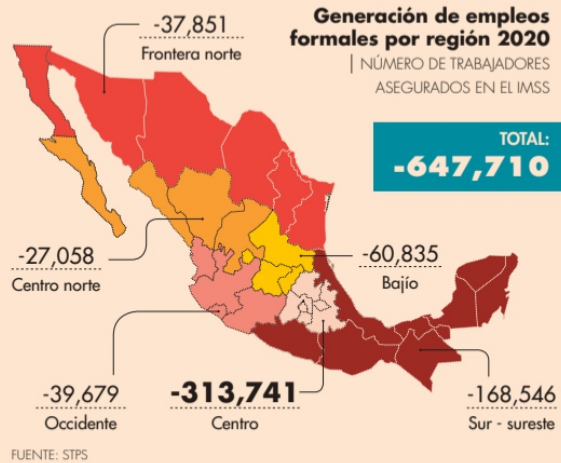 Generación de empleos
formales por región 2020
| NÚMERO DE TRABAJADORES
ASEGURADOS EN EL IMSS
TOTAL:
-647,710
-37,851
Frontera norte
-27,058
Centro norte
-60,835
Bajío
-39,679
Occidente
-313,741
Centro
-168,546
Sur - sureste
FUENTE: STPS